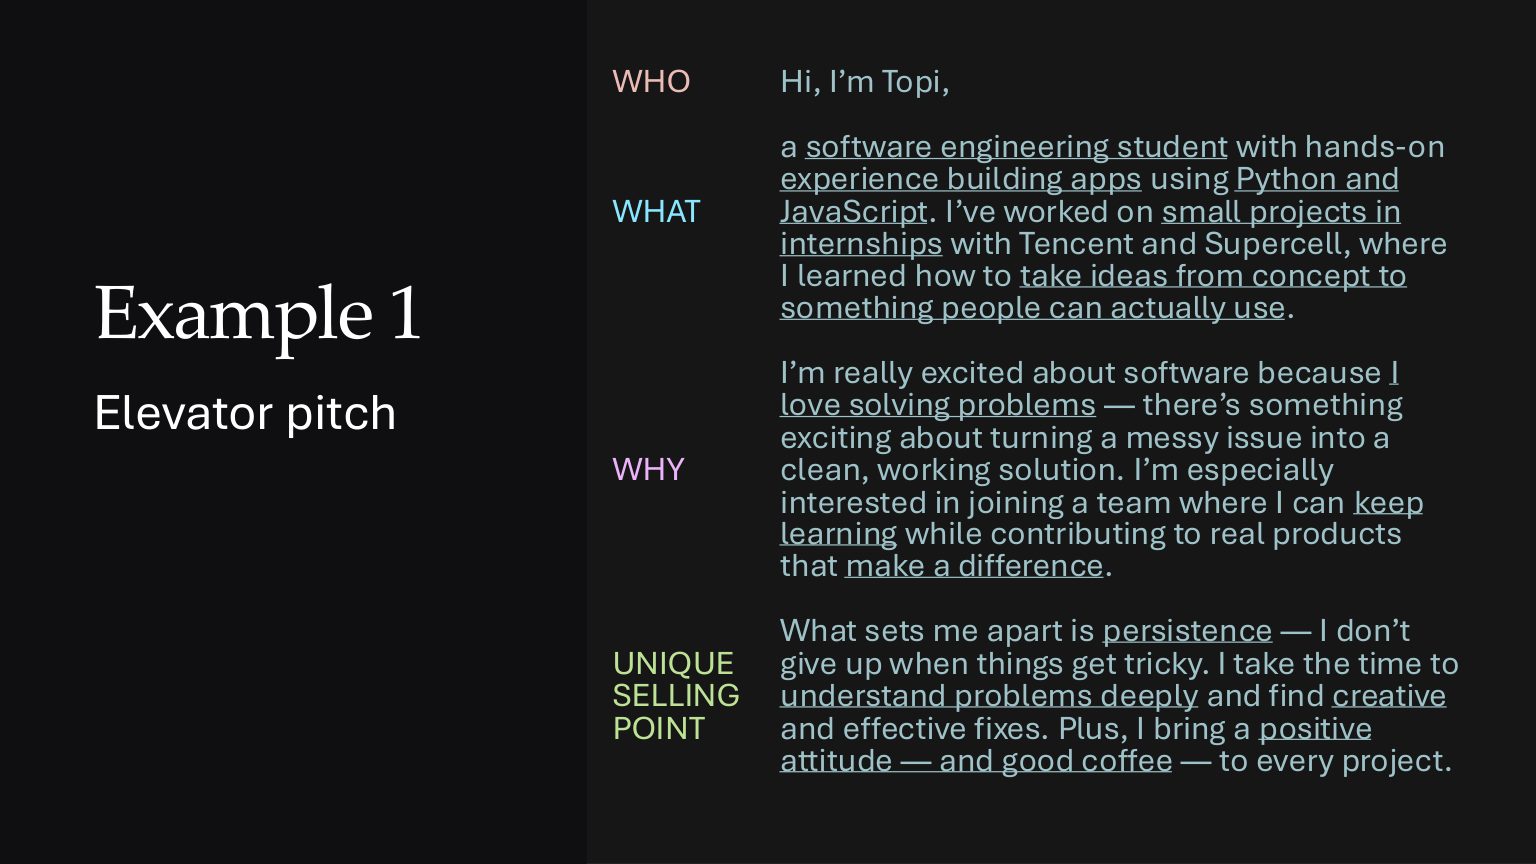 Example 1
Elevator pitch
WHO
Hi, I’m Topi,
WHAT
a software engineering student with hands-on
experience building apps using Python and
JavaScript. I’ve worked on small projects in
internships with Tencent and Supercell, where
I learned how to take ideas from concept to
something people can actually use.
WHY
I’m really excited about software because I
love solving problems — there’s something
exciting about turning a messy issue into a
clean, working solution. I’m especially
interested in joining a team where I can keep
learning while contributing to real products
that make a difference.
UNIQUE
SELLING
POINT
What sets me apart is persistence — I don’t
give up when things get tricky. I take the time to
understand problems deeply and find creative
and effective fixes. Plus, I bring a positive
attitude — and good coffee — to every project.